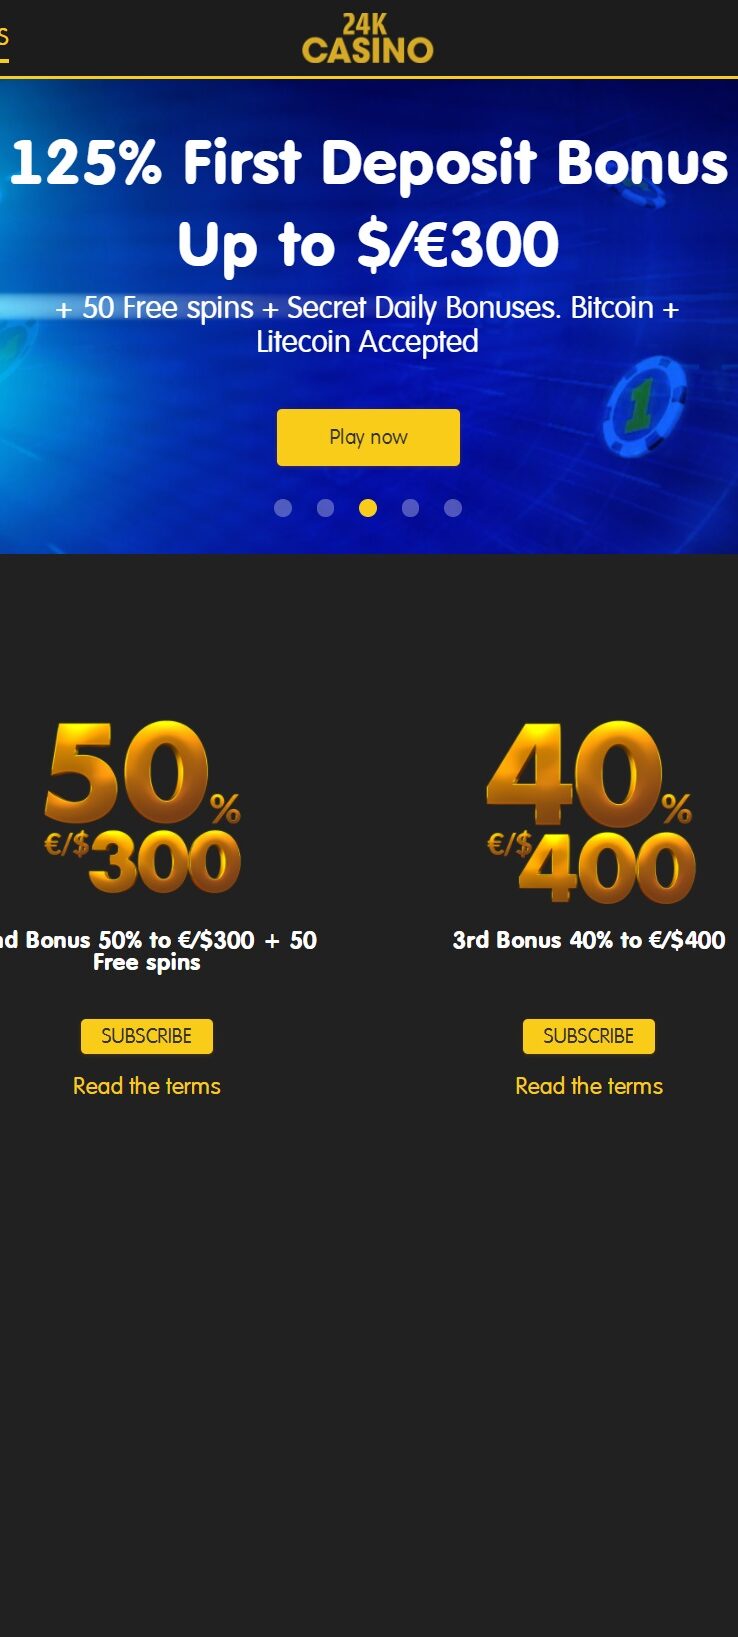 24K
CASINO
125% First Deposit Bonus
Up to $/€300
+ 50 Free spins + Secret Daily Bonuses. Bitcoin +
Litecoin Accepted
Play now
50%
€/$300
Bonus 50% to €/$300 + 50
Free spins
SUBSCRIBE
Read the terms
40%
€/$400
3rd Bonus 40% to €/$400
SUBSCRIBE
Read the terms